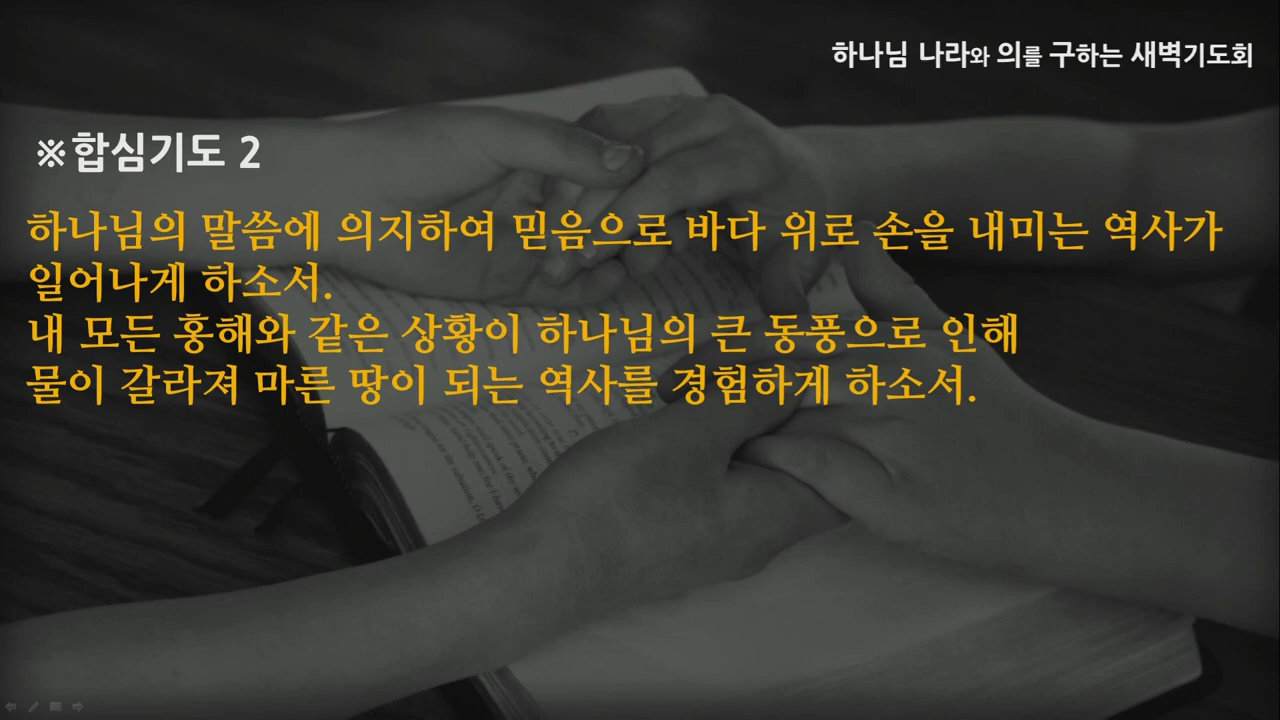 하나님 나라와 의를 구하는 새벽기도회
※합심기도 2
하나님의 말씀에 의지하여 믿음으로 바다 위로 손을 내미는 역사가
일어나게 하소서.
내 모든 홍해와 같은 상황이 하나님의 큰 동풍으로 인해
물이 갈라져 마른 땅이 되는 역사를 경험하게 하소서.